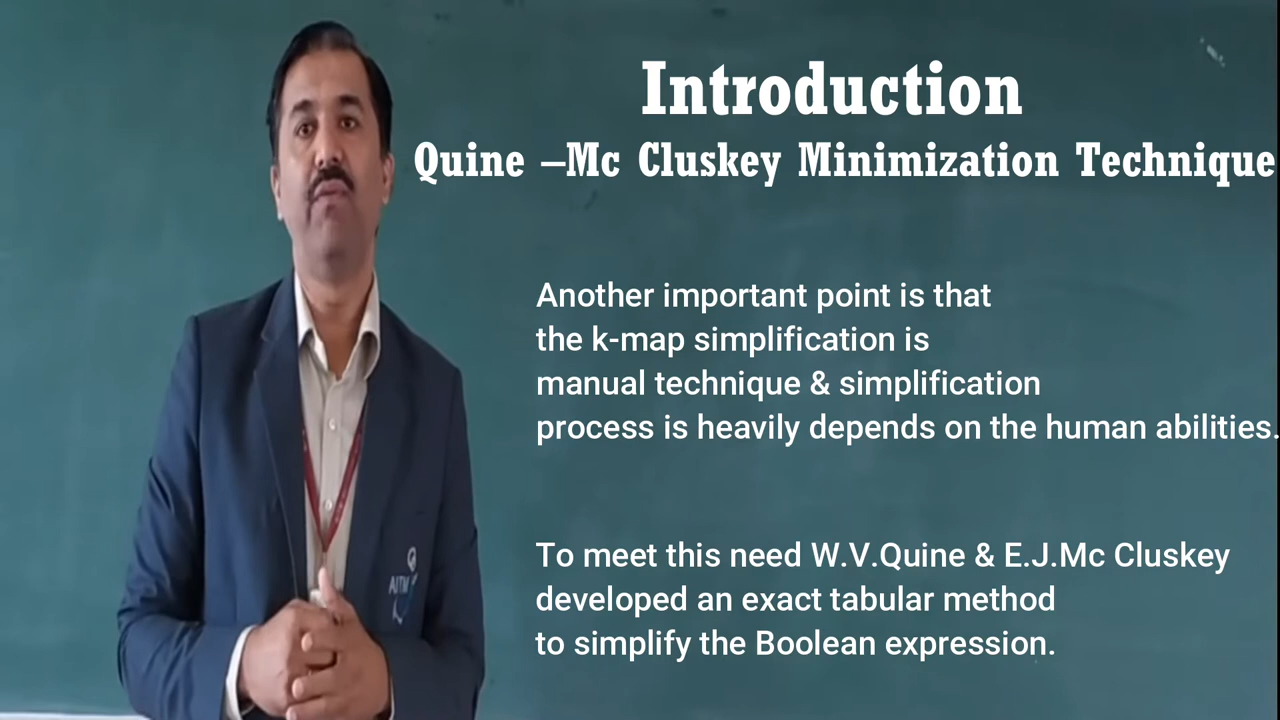 Introduction
Quine –Mc Cluskey Minimization Technique
Another important point is that
the k-map simplification is
manual technique & simplification
process is heavily depends on the human abilities.
To meet this need W.V.Quine & E.J.Mc Cluskey
developed an exact tabular method
to simplify the Boolean expression.
AITM